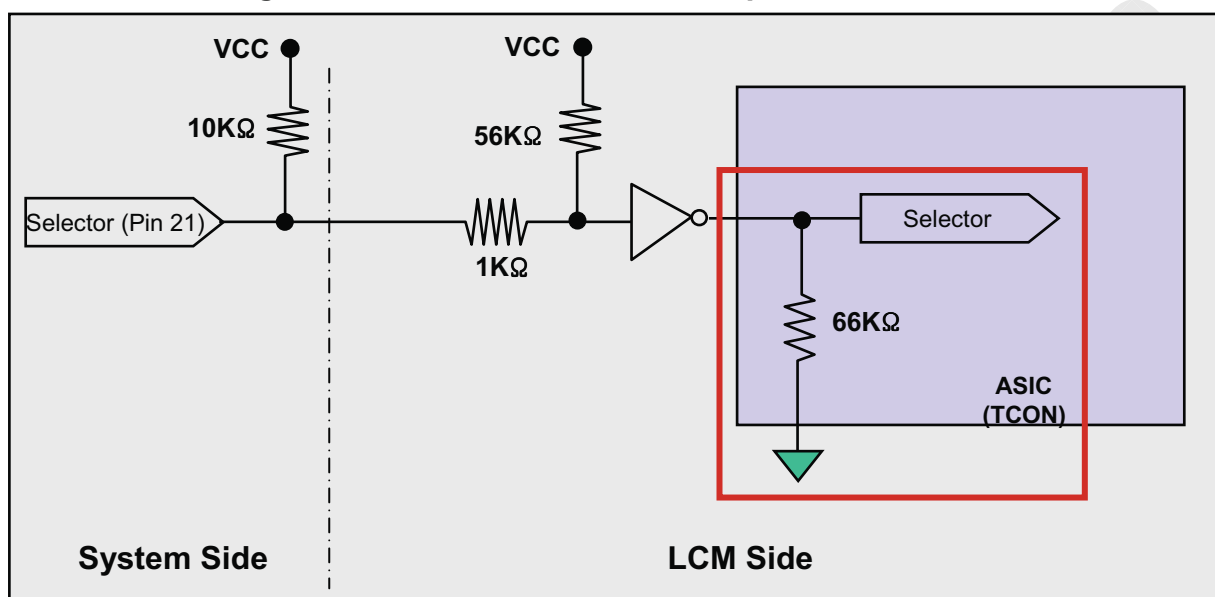 VCC
VCC
10KΩ
56KΩ
Selector (Pin 21)
Selector
1KΩ
66KΩ
ASIC
(TCON)
System Side
LCM Side